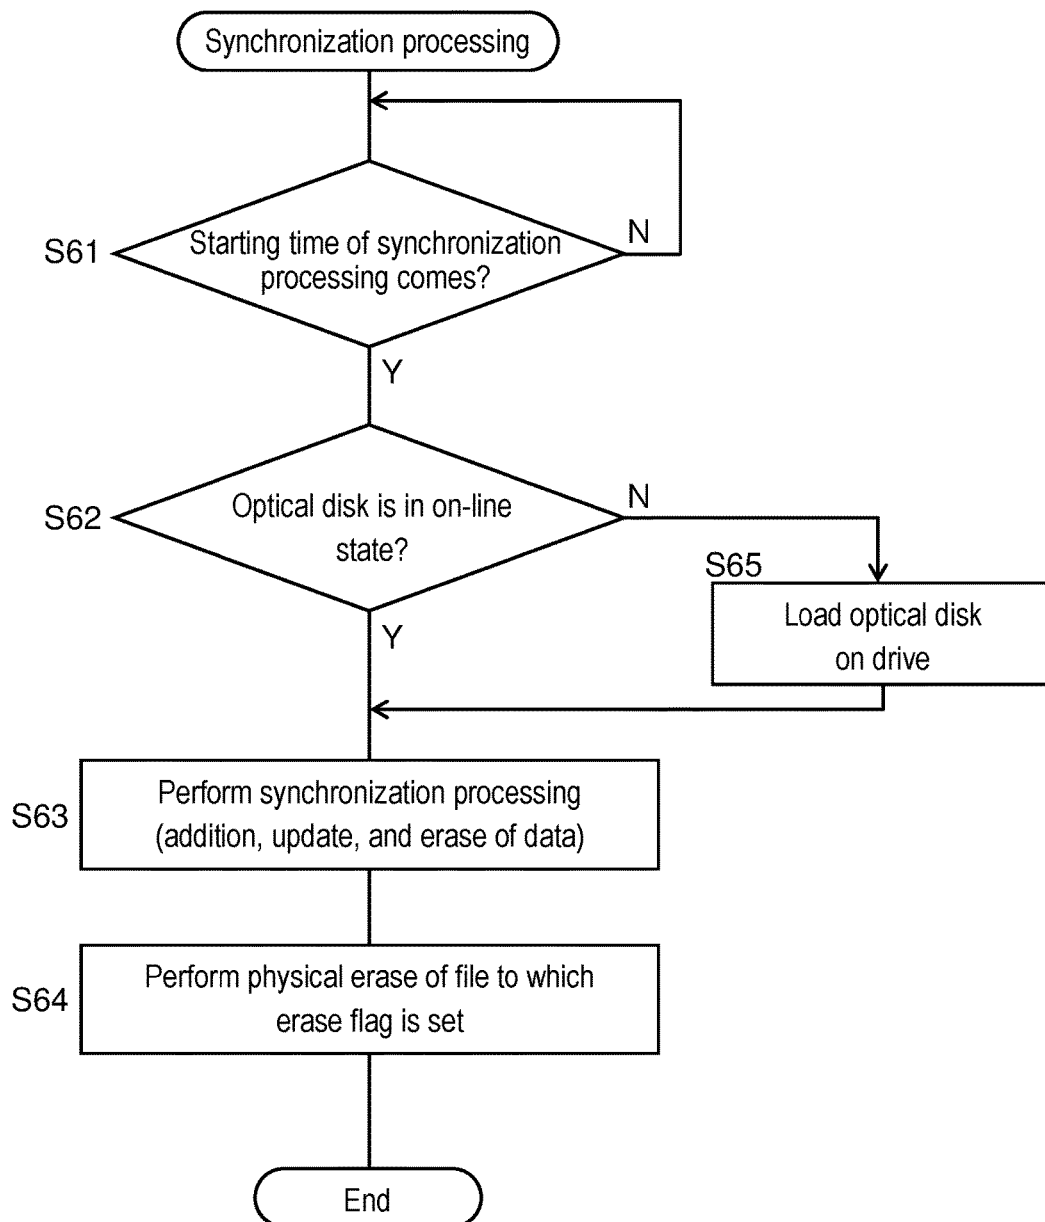 Synchronization processing
S61
Starting time of synchronization
processing comes?
N
Y
S62
Optical disk is in on-line
state?
N
Y
S65
Load optical disk
on drive
S63
Perform synchronization processing
(addition, update, and erase of data)
S64
Perform physical erase of file to which
erase flag is set
End